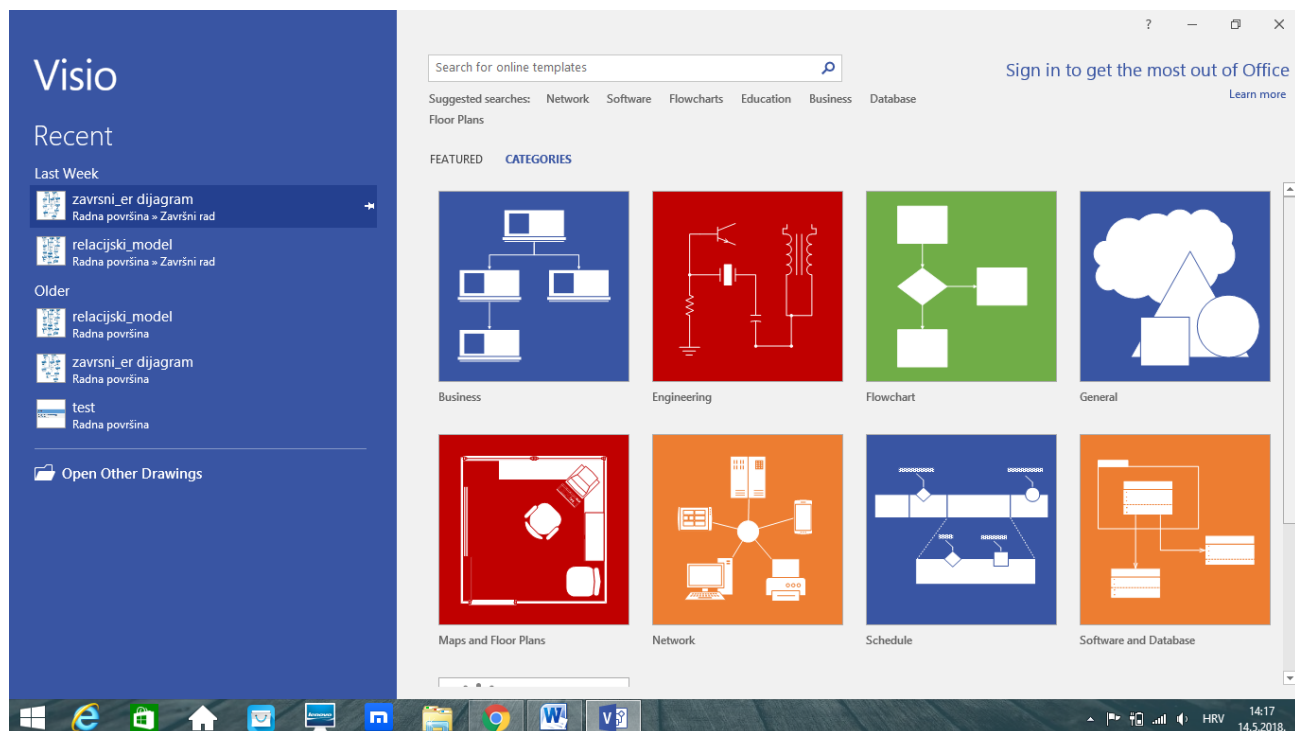 Visio
Recent
Last Week
zavrsni_er dijagram
Radna površina » Završni rad
relacijski_model
Radna površina » Završni rad
Older
relacijski_model
Radna površina
zavrsni_er dijagram
Radna površina
test
Radna površina
Open Other Drawings
?
Search for online templates
Sign in to get the most out of Office
Learn more
Suggested searches: Network Software Flowcharts Education Business Database
Floor Plans
FEATURED CATEGORIES
Business Engineering Flowchart General
Maps and Floor Plans Network Schedule Software and Database
HRV 14:17
14.5.2018.